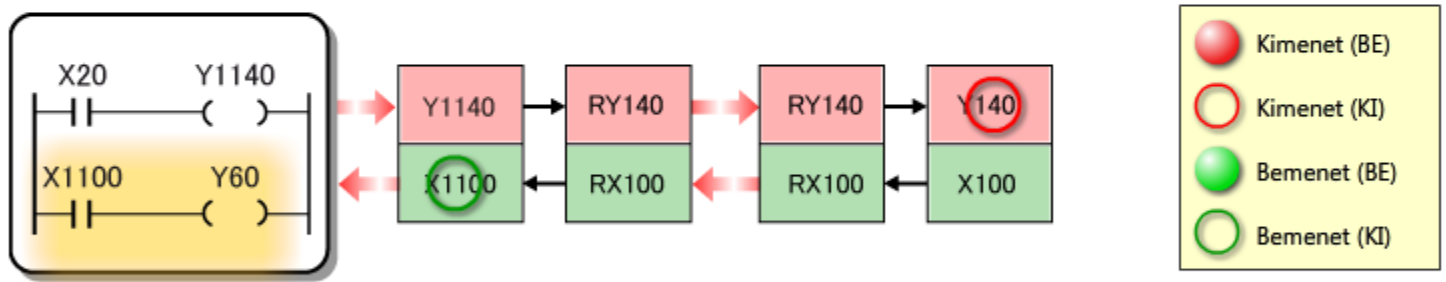 X20 Y1140
X1100 Y60
Y1140 RY140 RY140 Y140
X1100 RX100 RX100 X100
Kimenet (BE)
Kimenet (KI)
Bemenet (BE)
Bemenet (KI)